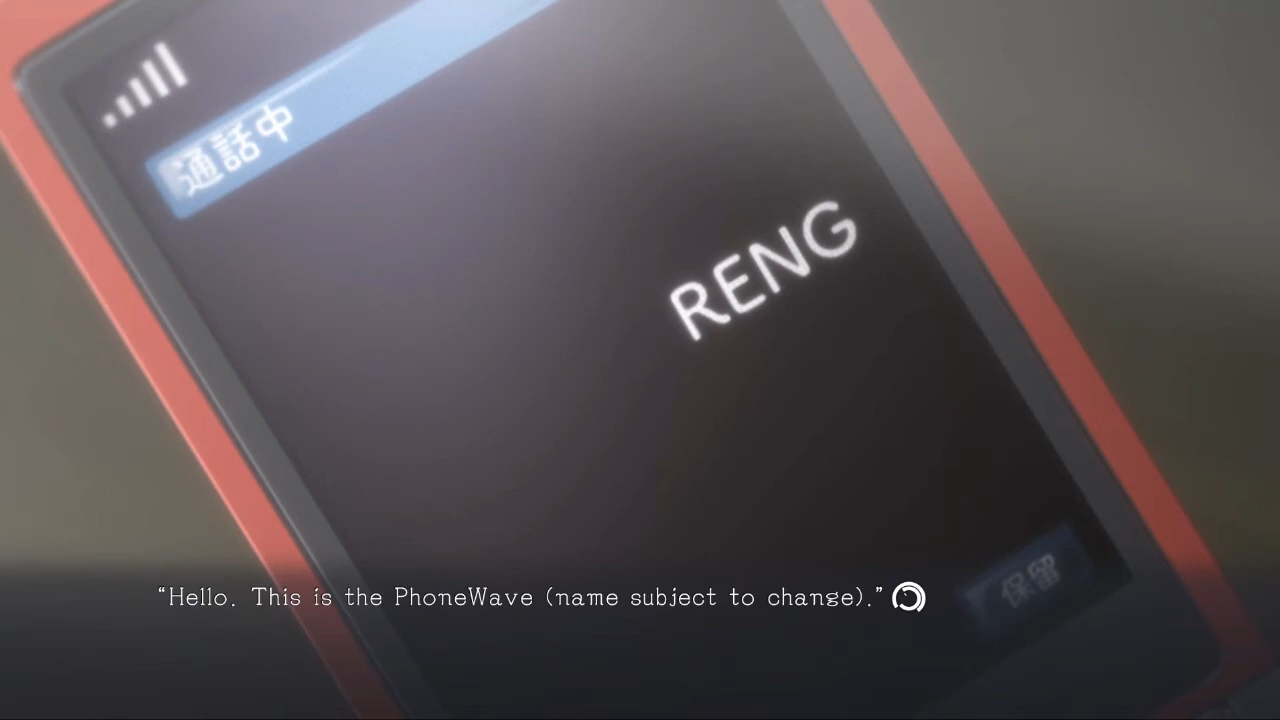 通話中
RENG
“Hello. This is the PhoneWave (name subject to change).”
保留